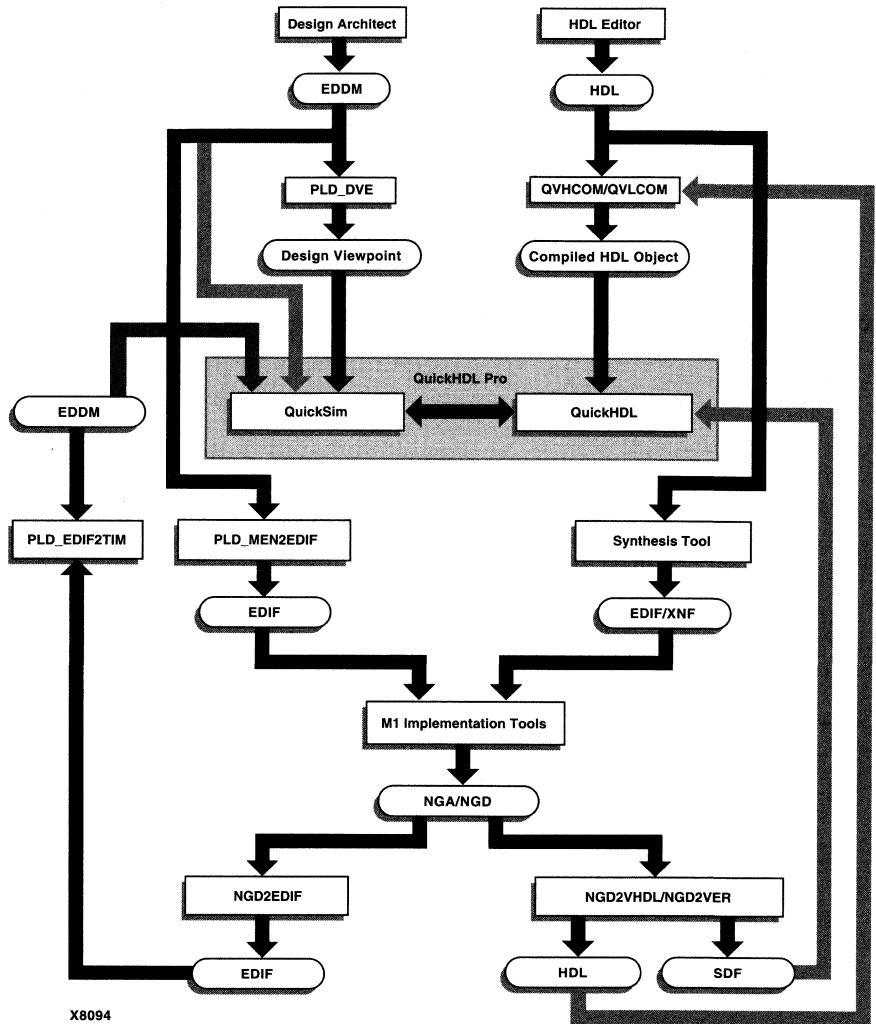 Design Architect
HDL Editor
EDDM
HDL
PLD_DVE
QVHCOM/QVLCOM
Design Viewpoint
Compiled HDL Object
QuickHDL Pro
EDDM
QuickSim
QuickHDL
PLD_EDIF2TIM
PLD_MEN2EDIF
Synthesis Tool
EDIF
EDIF/XNF
M1 Implementation Tools
NGA/NGD
NGD2EDIF
NGD2VHDL/NGD2VER
EDIF
HDL
SDF
X8094